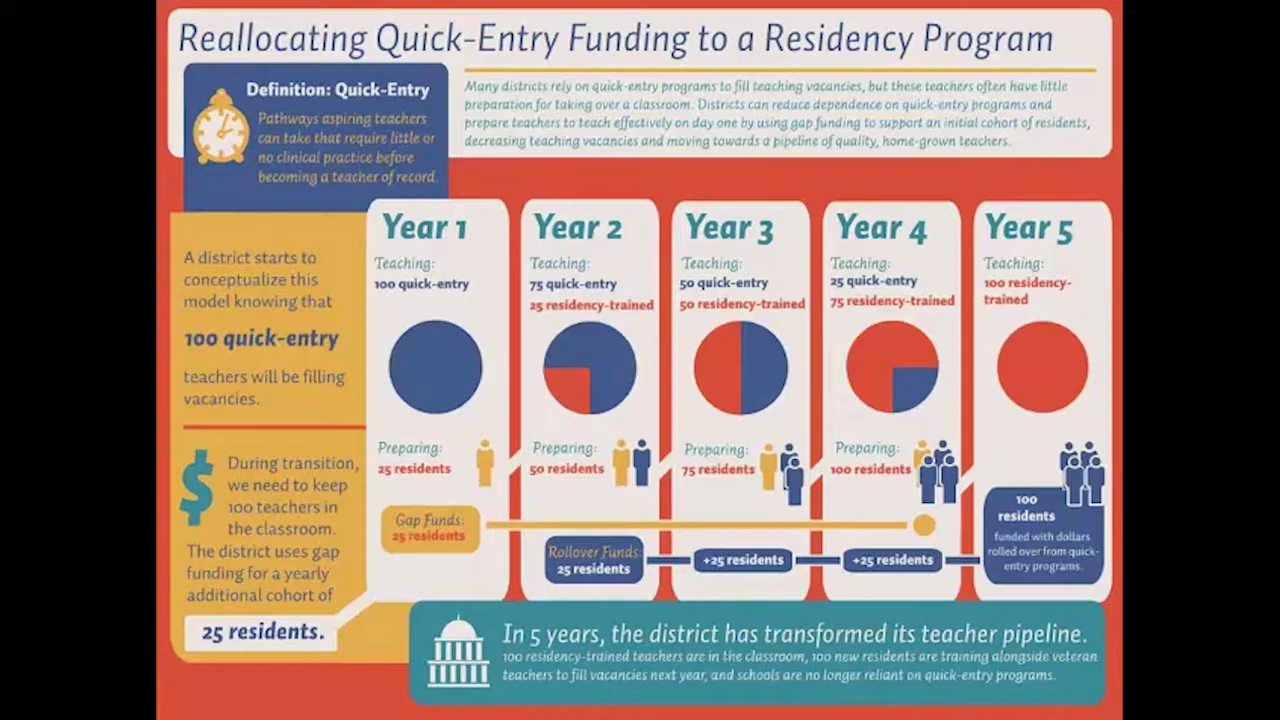 Reallocating Quick-Entry Funding to a Residency Program
Definition: Quick-Entry
Pathways aspiring teachers
can take that require little or
no clinical practice before
becoming a teacher of record.
Many districts rely on quick-entry programs to fill teaching vacancies, but these teachers often have little
preparation for taking over a classroom. Districts can reduce dependence on quick-entry programs and
prepare teachers to teach effectively on day one by using gap funding to support an initial cohort of residents,
decreasing teaching vacancies and moving towards a pipeline of quality, home-grown teachers.
A district starts to
conceptualize this
model knowing that
100 quick-entry
teachers will be filling
vacancies.
During transition,
we need to keep
100 teachers in
the classroom.
The district uses gap
funding for a yearly
additional cohort of
25 residents.
Year 1
Teaching:
100 quick-entry
Preparing:
25 residents
Gap Funds:
25 residents
Year 2
Teaching:
75 quick-entry
25 residency-trained
Preparing:
50 residents
Rollover Funds:
25 residents
Year 3
Teaching:
50 quick-entry
50 residency-trained
Preparing:
75 residents
+25 residents
Year 4
Teaching:
25 quick-entry
75 residency-trained
Preparing:
100 residents
+25 residents
Year 5
Teaching:
100 residency-
trained
100
residents
funded with dollars
rolled over from quick-
entry programs.
In 5 years, the district has transformed its teacher pipeline.
100 residency-trained teachers are in the classroom, 100 new residents are training alongside veteran
teachers to fill vacancies next year, and schools are no longer reliant on quick-entry programs.